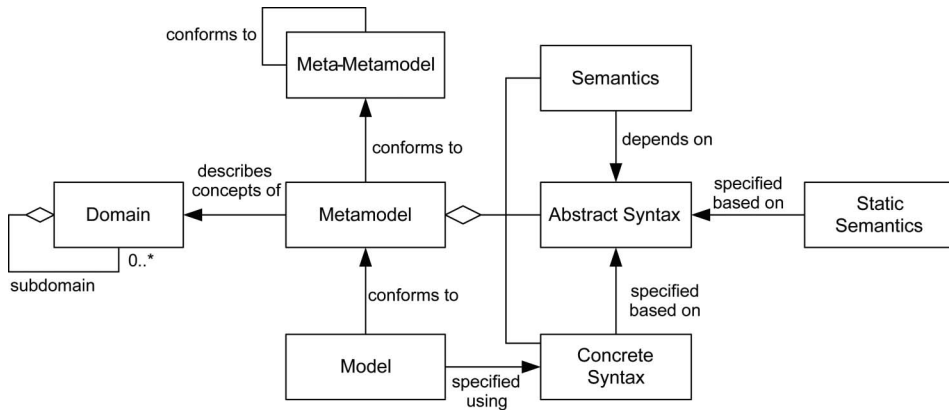 conforms to
Meta-Metamodel
Semantics
conforms to
depends on
describes
concepts of
specified
based on
Domain
Metamodel
Abstract Syntax
Static
Semantics
0..*
subdomain
conforms to
specified
based on
Model
Concrete
Syntax
specified
using